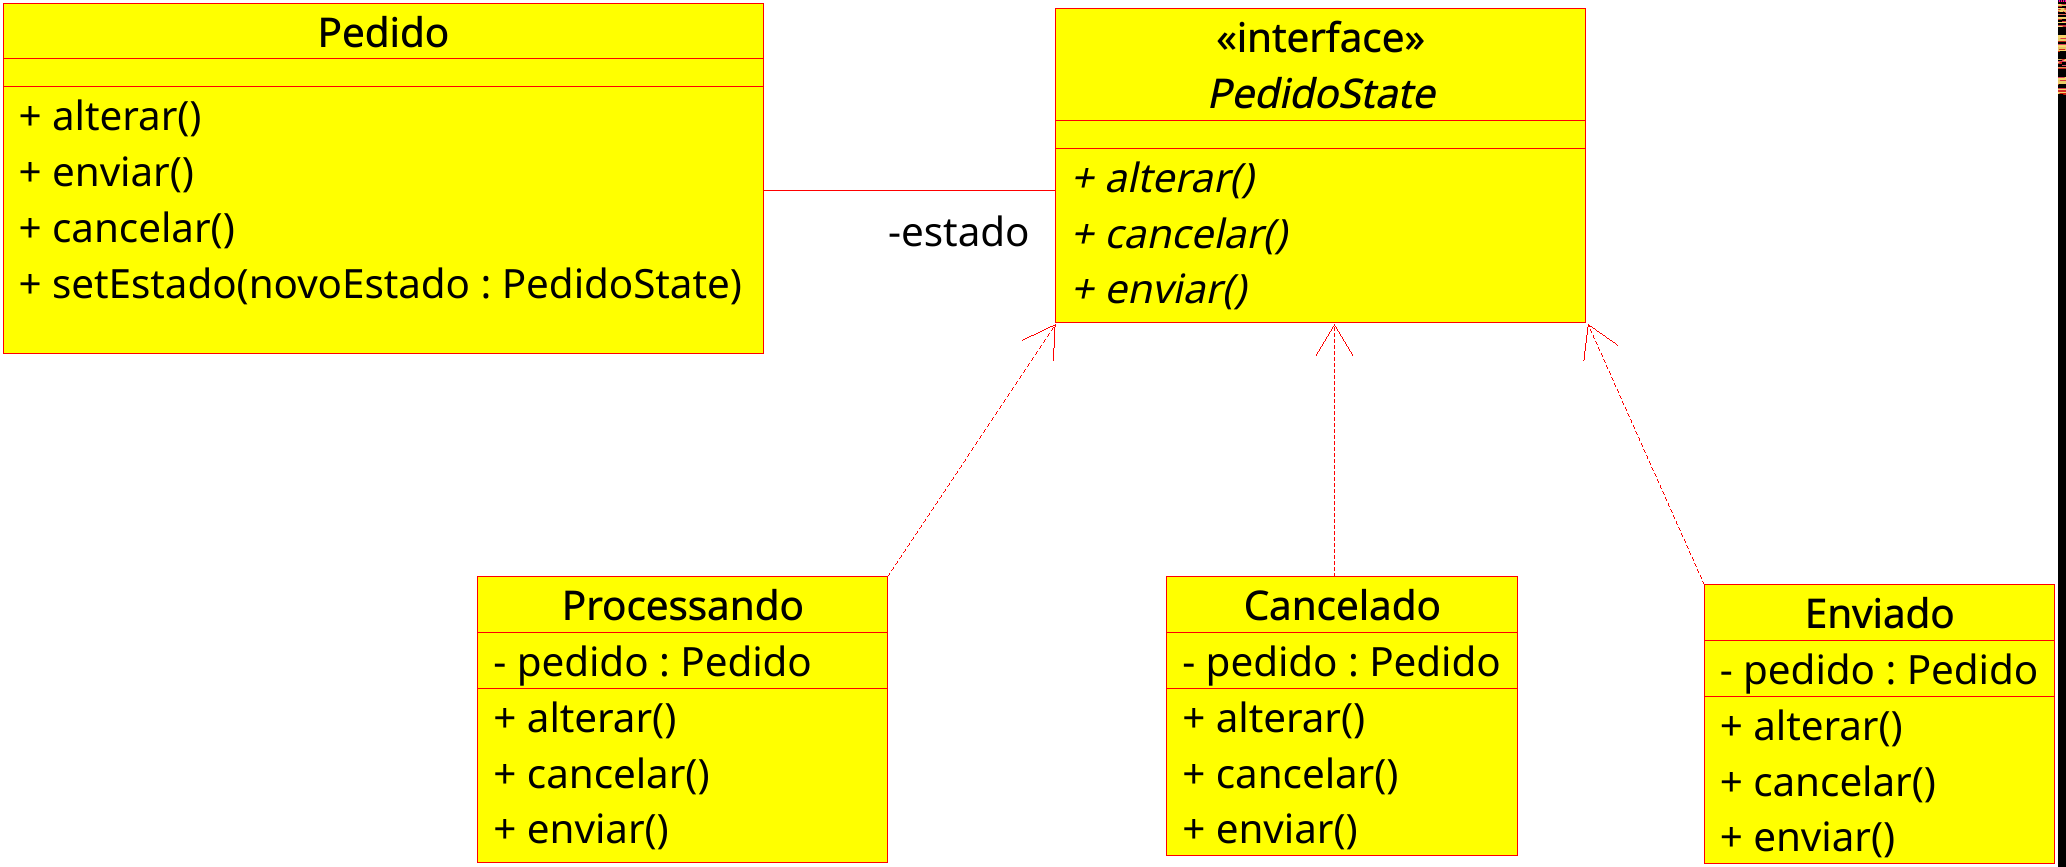 Pedido
+ alterar()
+ enviar()
+ cancelar()
+ setEstado(novoEstado : PedidoState)
-estado
«interface»
PedidoState
+ alterar()
+ cancelar()
+ enviar()
Processando
- pedido : Pedido
+ alterar()
+ cancelar()
+ enviar()
Cancelado
- pedido : Pedido
+ alterar()
+ cancelar()
+ enviar()
Enviado
- pedido : Pedido
+ alterar()
+ cancelar()
+ enviar()